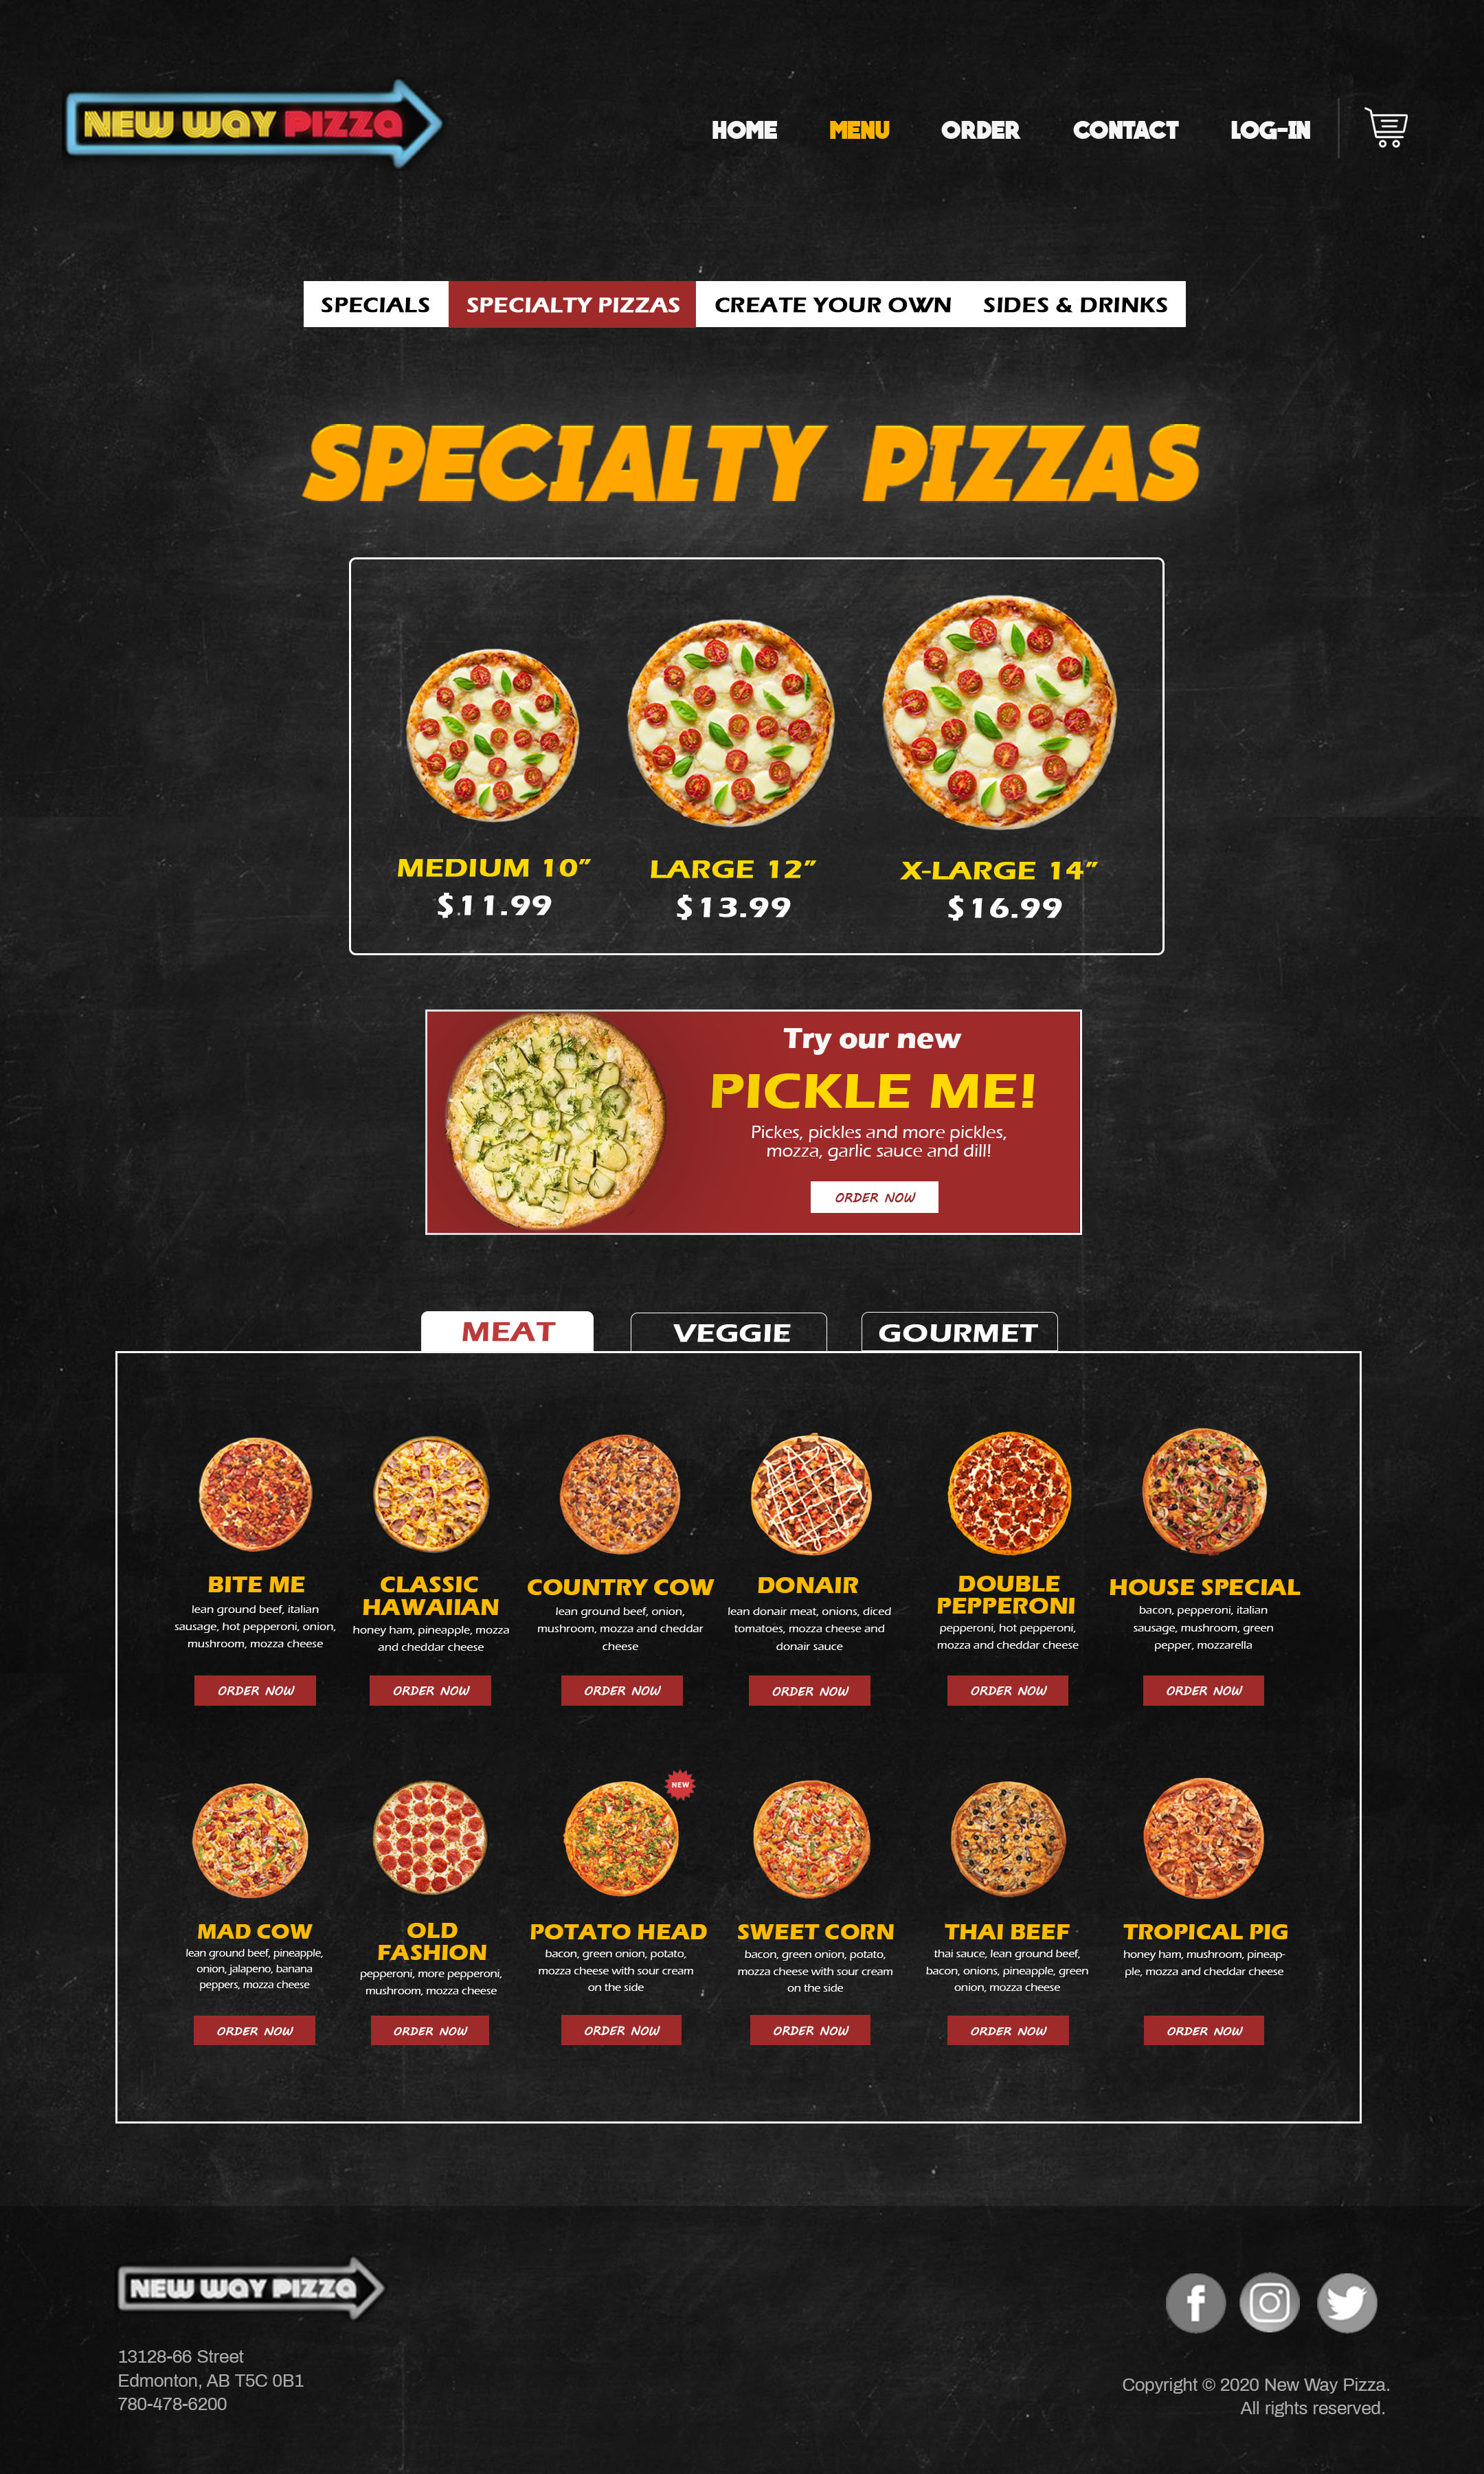 NEW WAY PIZZA
HOME MENU ORDER CONTACT LOG-IN
SPECIALS SPECIALTY PIZZAS CREATE YOUR OWN SIDES & DRINKS
SPECIALTY PIZZAS
MEDIUM 10” LARGE 12” X-LARGE 14”
$11.99 $13.99 $16.99
Try our new
PICKLE ME!
Pickes, pickles and more pickles,
mozza, garlic sauce and dill!
ORDER NOW
MEAT VEGGIE GOURMET
BITE ME
lean ground beef, italian
sausage, hot pepperoni, onion,
mushroom, mozza cheese
ORDER NOW
CLASSIC
HAWAIIAN
honey ham, pineapple, mozza
and cheddar cheese
ORDER NOW
COUNTRY COW
lean ground beef, onion,
mushroom, mozza and cheddar
cheese
ORDER NOW
DONAIR
lean donair meat, onions, diced
tomatoes, mozza cheese and
donair sauce
ORDER NOW
DOUBLE
PEPPERONI
pepperoni, hot pepperoni,
mozza and cheddar cheese
ORDER NOW
HOUSE SPECIAL
bacon, pepperoni, italian
sausage, mushroom, green
pepper, mozzarella
ORDER NOW
MAD COW
lean ground beef, pineapple,
onion, jalapeno, banana
peppers, mozza cheese
ORDER NOW
OLD
FASHION
pepperoni, more pepperoni,
mushroom, mozza cheese
ORDER NOW
NEW
POTATO HEAD
bacon, green onion, potato,
mozza cheese with sour cream
on the side
ORDER NOW
SWEET CORN
bacon, green onion, potato,
mozza cheese with sour cream
on the side
ORDER NOW
THAI BEEF
thai sauce, lean ground beef,
bacon, onions, pineapple, green
onion, mozza cheese
ORDER NOW
TROPICAL PIG
honey ham, mushroom, pineap-
ple, mozza and cheddar cheese
ORDER NOW
NEW WAY PIZZA
13128-66 Street
Edmonton, AB T5C 0B1
780-478-6200
Copyright © 2020 New Way Pizza.
All rights reserved.